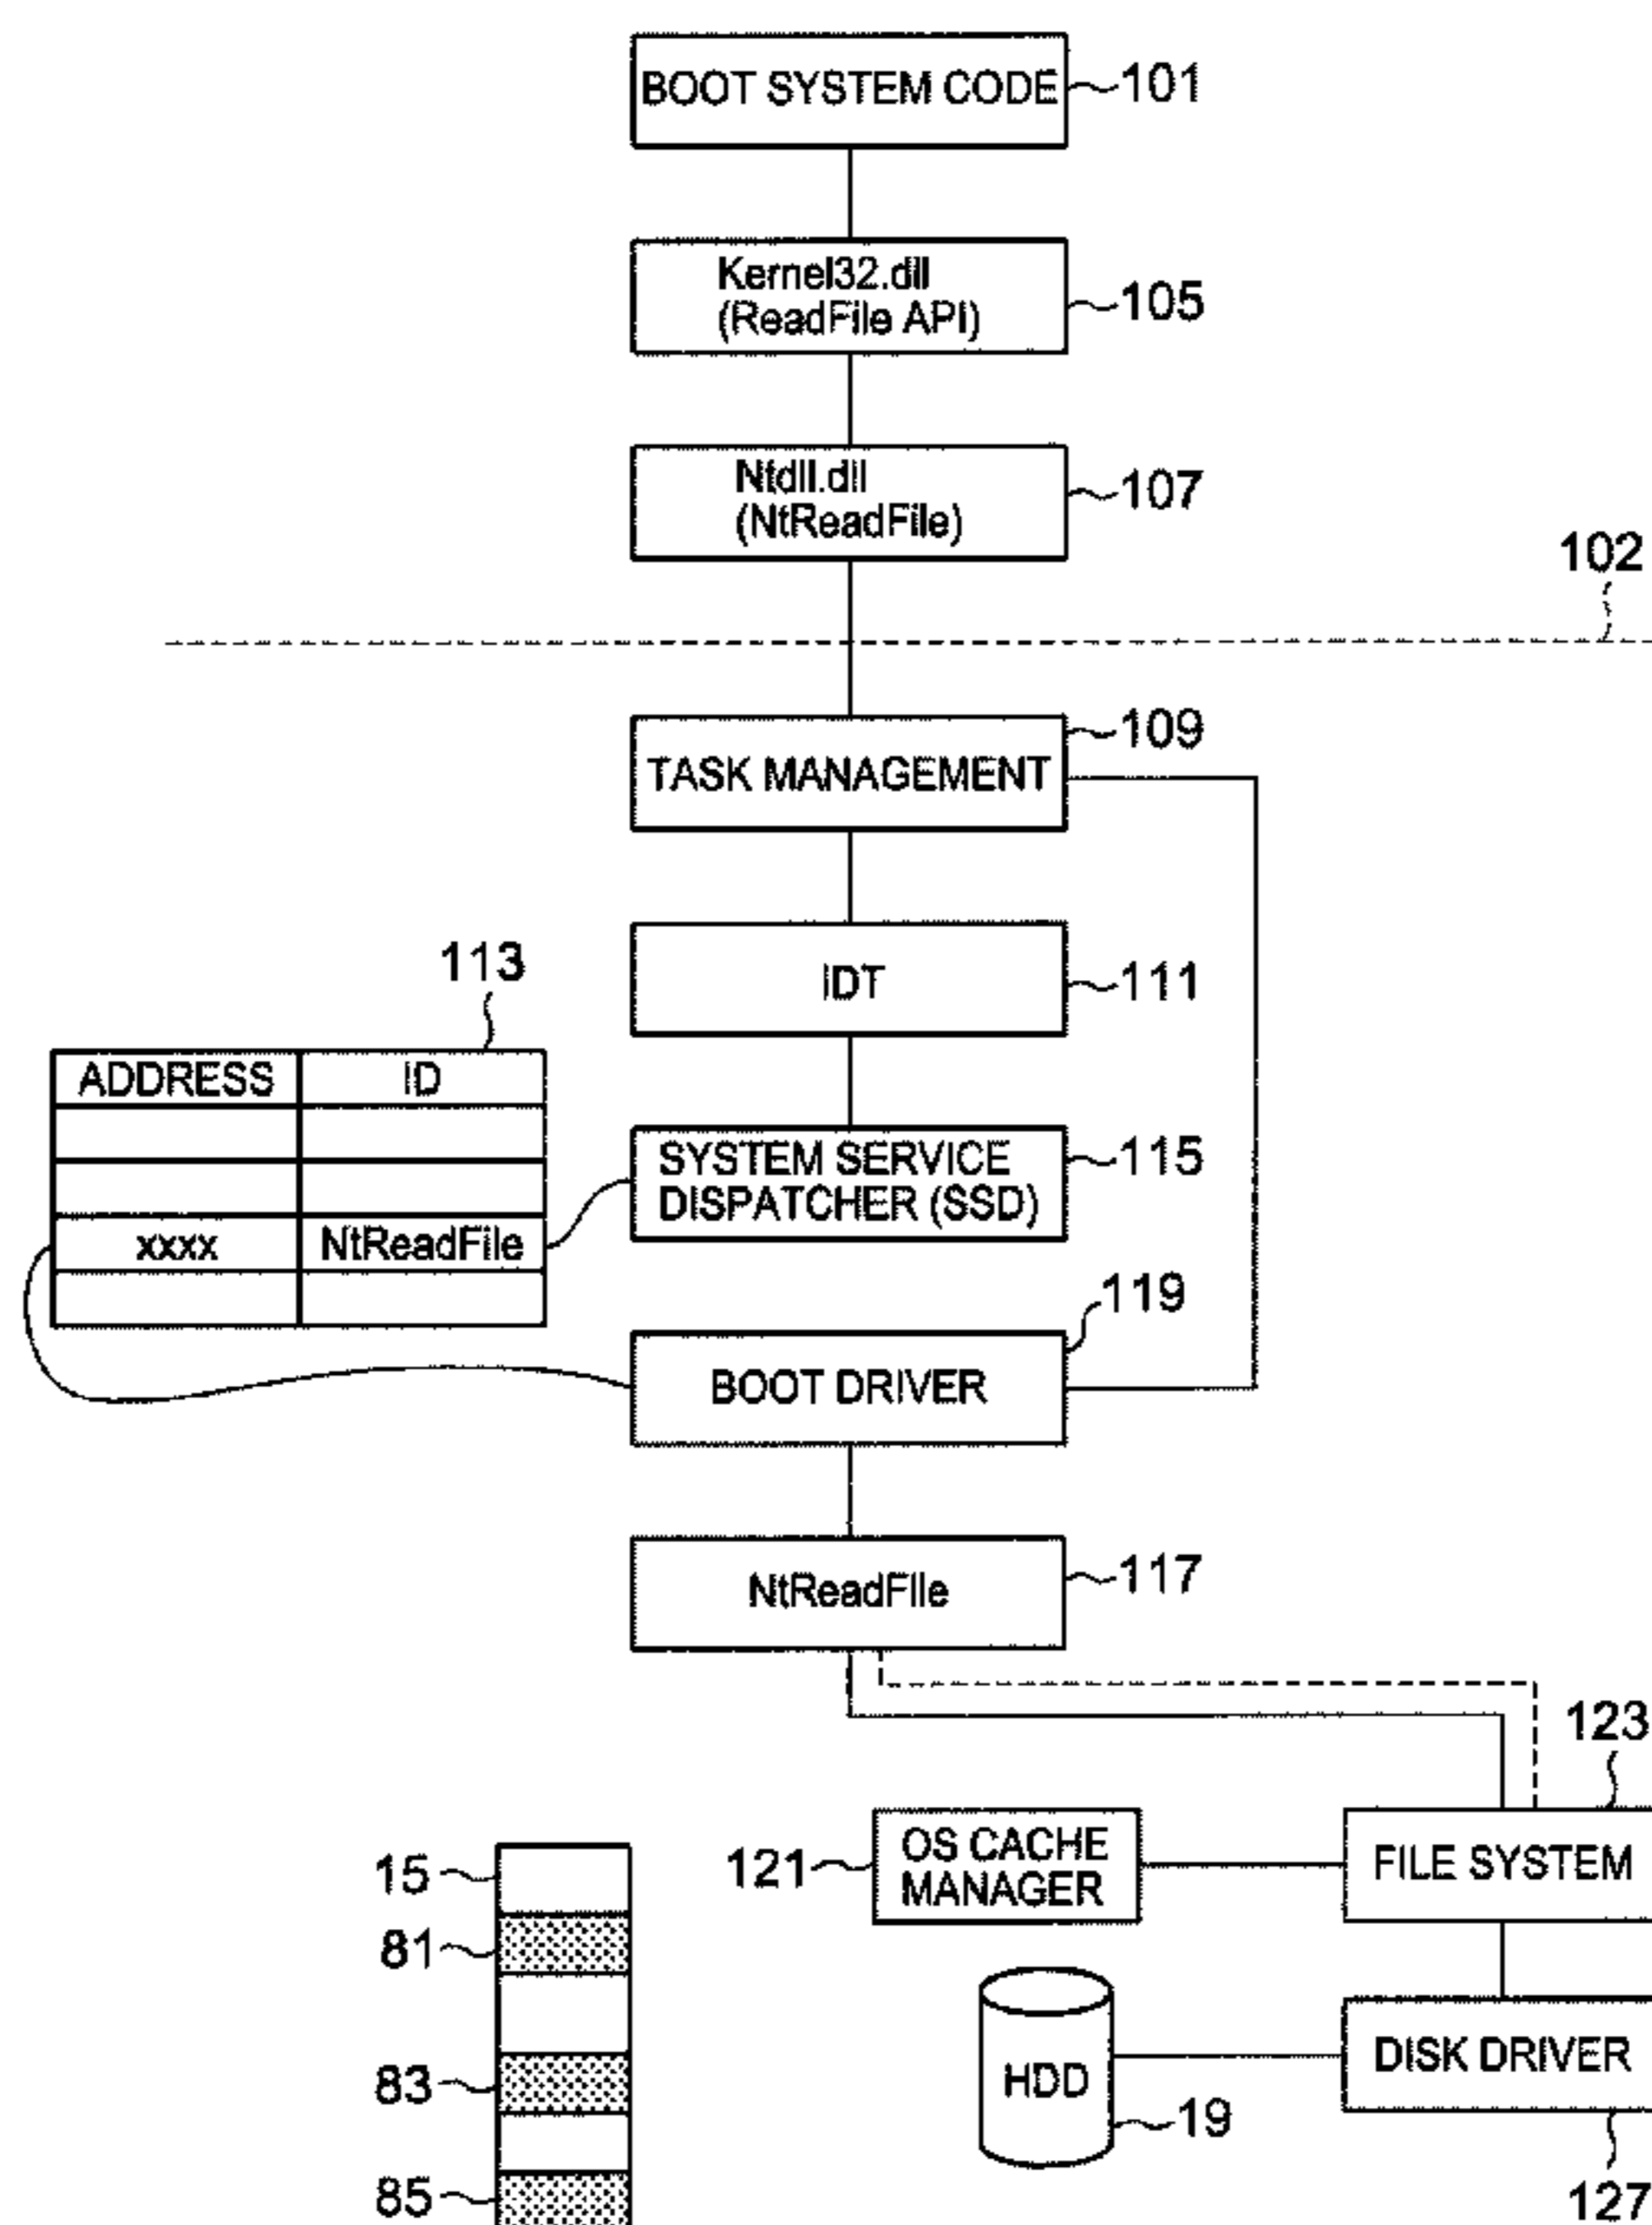 BOOT SYSTEM CODE
101
Kernel32.dll
(ReadFile API)
105
Ntdll.dll
(NtReadFile)
107
102
109
TASK MANAGEMENT
113
IDT
111
ADDRESS ID
SYSTEM SERVICE
DISPATCHER (SSD)
115
xxxx NtReadFile
119
BOOT DRIVER
NtReadFile
117
123
15
121
OS CACHE
MANAGER
FILE SYSTEM
81
83
HDD
DISK DRIVER
19
85
127